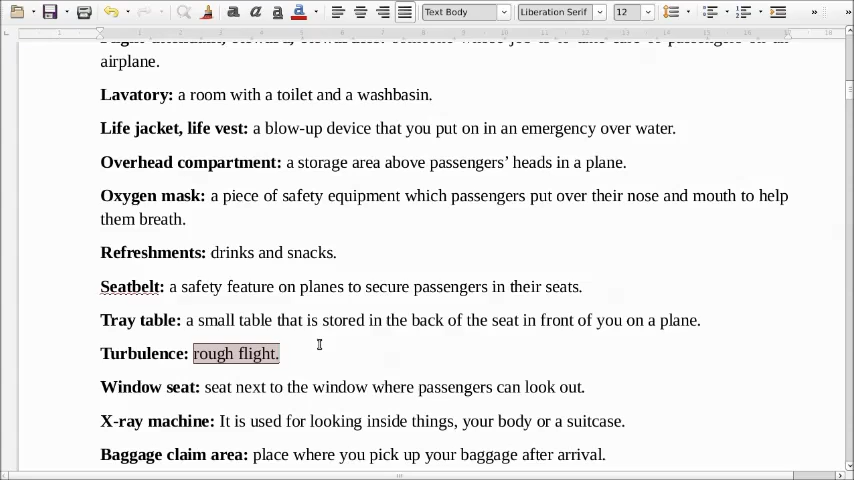 Text Body
Liberation Serif
12
airplane.
Lavatory: a room with a toilet and a washbasin.
Life jacket, life vest: a blow-up device that you put on in an emergency over water.
Overhead compartment: a storage area above passengers’ heads in a plane.
Oxygen mask: a piece of safety equipment which passengers put over their nose and mouth to help
them breath.
Refreshments: drinks and snacks.
Seatbelt: a safety feature on planes to secure passengers in their seats.
Tray table: a small table that is stored in the back of the seat in front of you on a plane.
Turbulence: rough flight.
Window seat: seat next to the window where passengers can look out.
X-ray machine: It is used for looking inside things, your body or a suitcase.
Baggage claim area: place where you pick up your baggage after arrival.